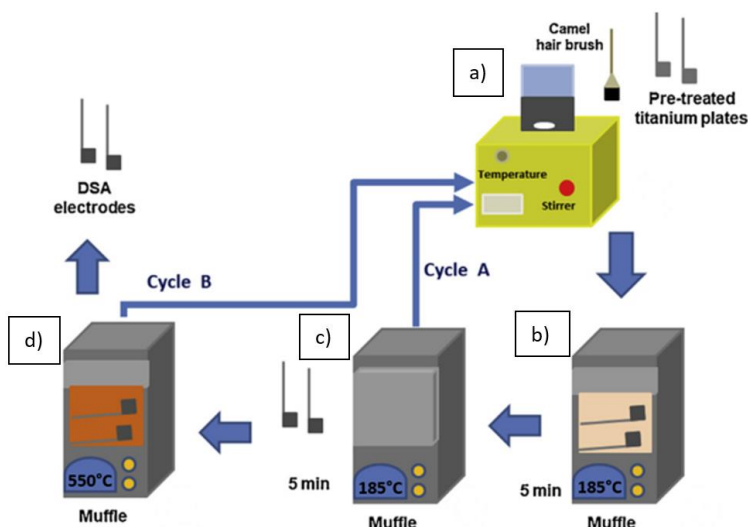 a)
Camel
hair brush
Pre-treated
titanium plates
Temperature
Stirrer
DSA
electrodes
Cycle B
Cycle A
d)
c)
b)
550°C
5 min
185°C
5 min
185°C
Muffle
Muffle
Muffle